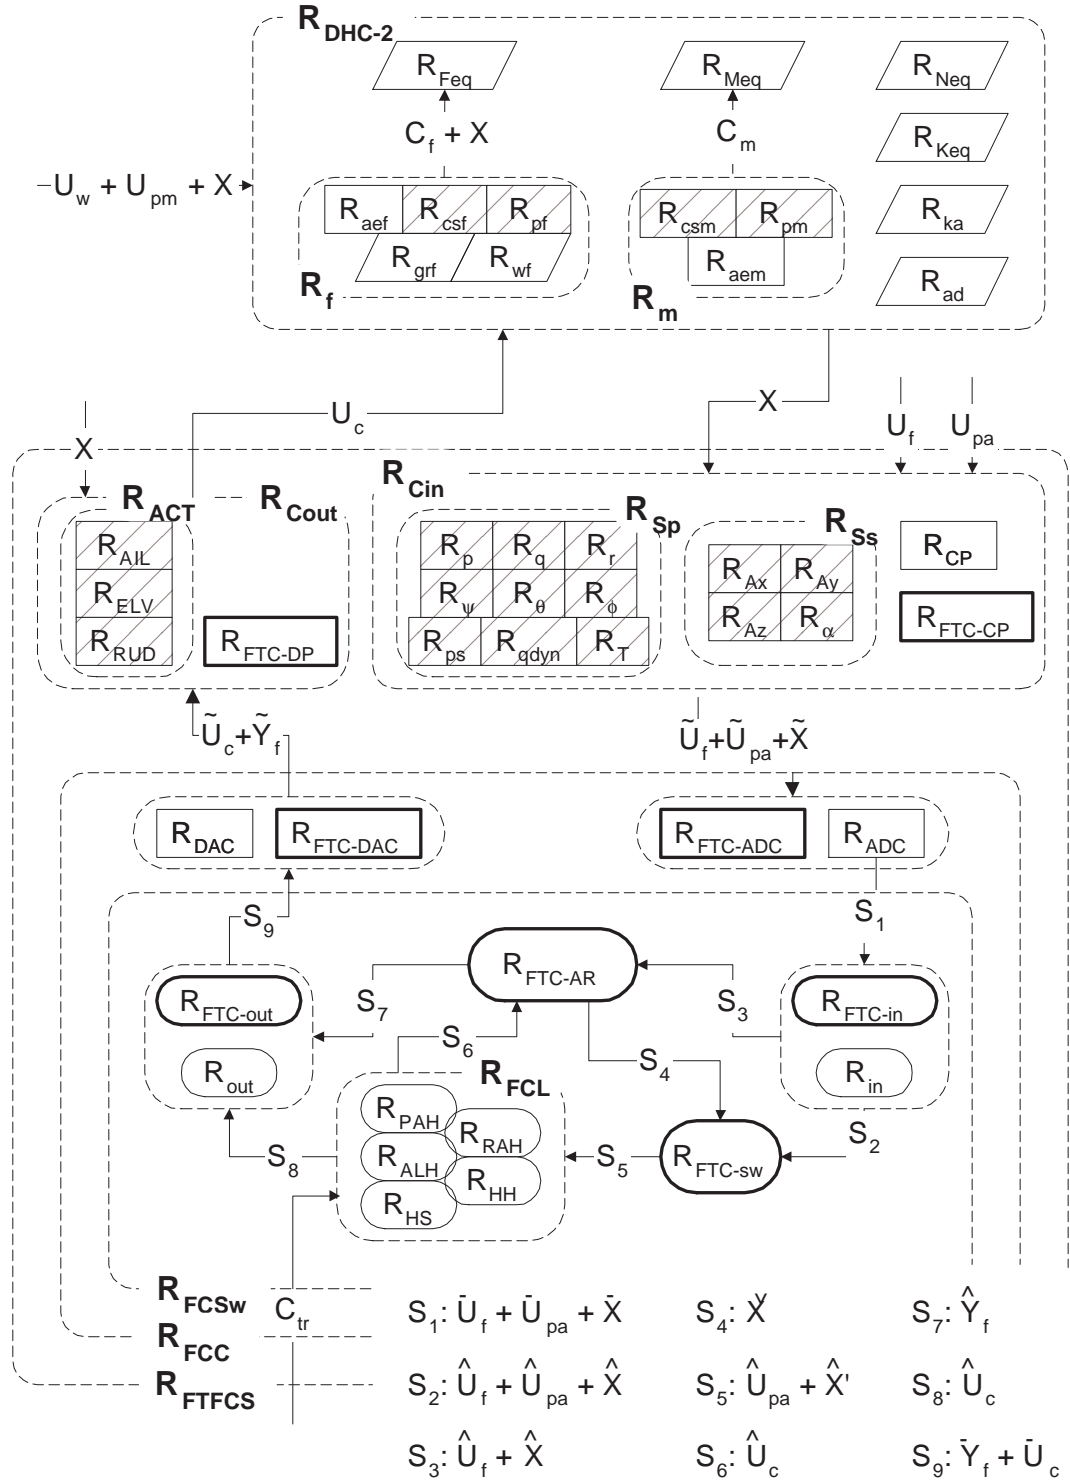 R_DHC-2
R_Feq R_Meq R_Neq
C_f + X C_m R_Keq
U_w + U_pm + X
R_aef R_csf R_pf R_csm R_pm R_ka
R_grf R_wf R_aem
R_f R_m R_ad
U_c X U_f U_pa
X
R_Cin
R_ACT R_Cout R_Sp R_Ss
R_AIL R_p R_q R_r R_Ax R_Ay R_CP
R_ELV R_ψ R_θ R_ϕ R_Az R_α R_FTC-CP
R_RUD R_FTC-DP R_ps R_qdyn R_T
Ũ_c+Ỹ_f Ũ_f+Ũ_pa+X̃
R_DAC R_FTC-DAC R_FTC-ADC R_ADC
S_9 S_1
R_FTC-AR
R_FTC-out S_7 S_3 R_FTC-in
S_6 S_4
R_out R_FCL R_in
R_PAH R_RAH S_2
S_8 R_ALH S_5 R_FTC-sw
R_HH
R_HS
R_FCSw C_tr S_1: Ū_f + Ū_pa + X̄ S_4: X̌ S_7: Ŷ_f
R_FCC
R_FTFCS S_2: Û_f + Û_pa + X̂ S_5: Û_pa + X̂' S_8: Û_c
S_3: Û_f + X̂ S_6: Û_c S_9: Ȳ_f + Ū_c